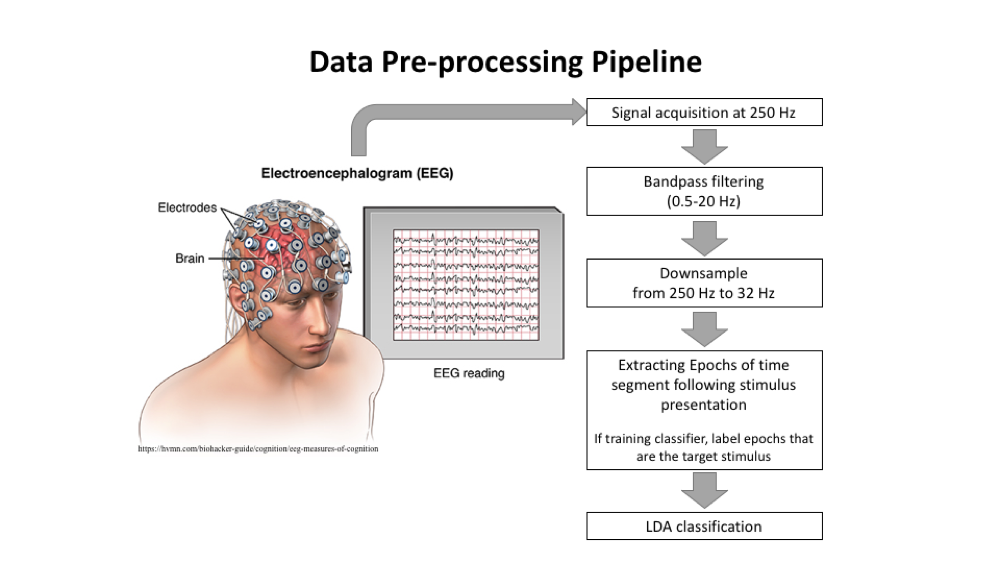 Data Pre-processing Pipeline
Signal acquisition at 250 Hz
Electroencephalogram (EEG)
Electrodes
Brain
EEG reading
https://hvmn.com/biohacker-guide/cognition/eeg-measures-of-cognition
Bandpass filtering
(0.5-20 Hz)
Downsample
from 250 Hz to 32 Hz
Extracting Epochs of time
segment following stimulus
presentation
If training classifier, label epochs that
are the target stimulus
LDA classification